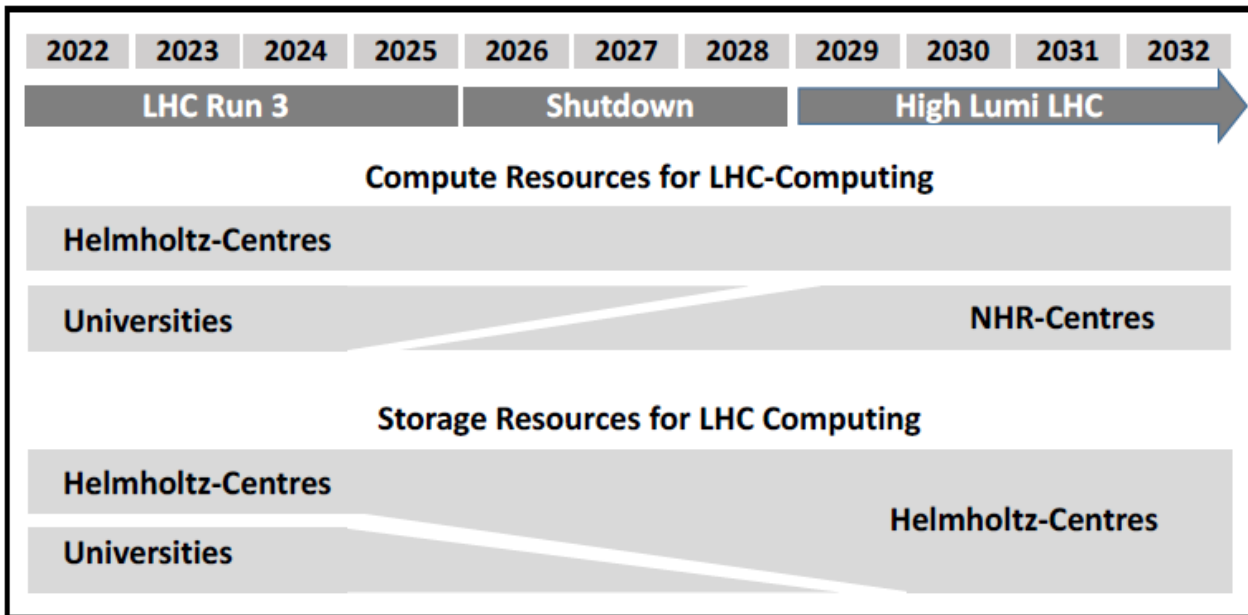 2022 2023 2024 2025 2026 2027 2028 2029 2030 2031 2032
LHC Run 3 Shutdown High Lumi LHC
Compute Resources for LHC-Computing
Helmholtz-Centres
Universities NHR-Centres
Storage Resources for LHC Computing
Helmholtz-Centres
Helmholtz-Centres
Universities